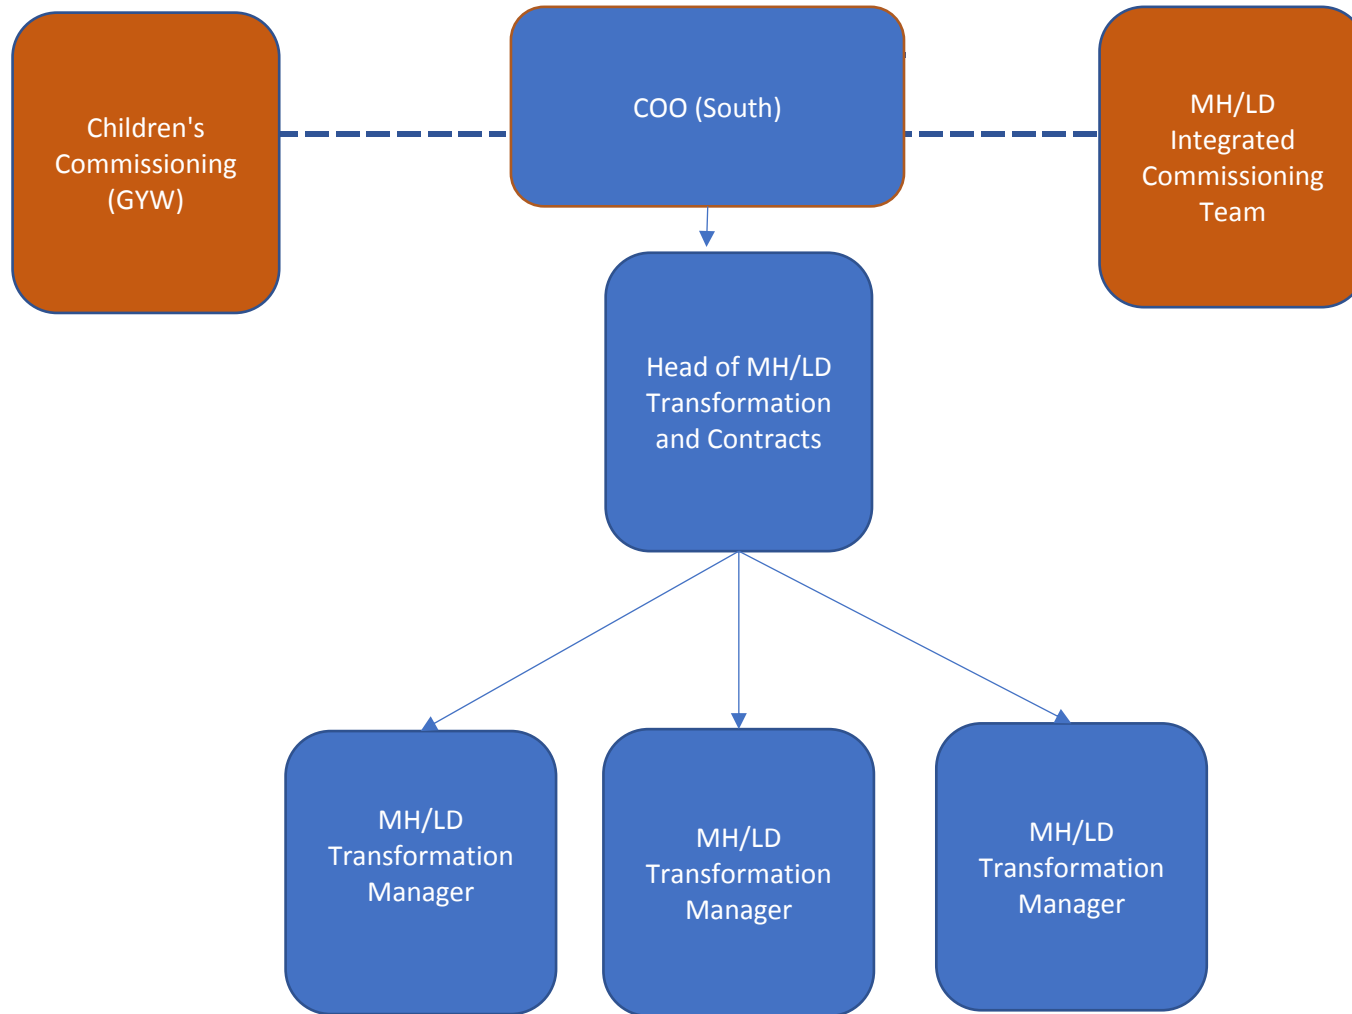 Children's
Commissioning
(GYW)
COO (South)
MH/LD
Integrated
Commissioning
Team
Head of MH/LD
Transformation
and Contracts
MH/LD
Transformation
Manager
MH/LD
Transformation
Manager
MH/LD
Transformation
Manager